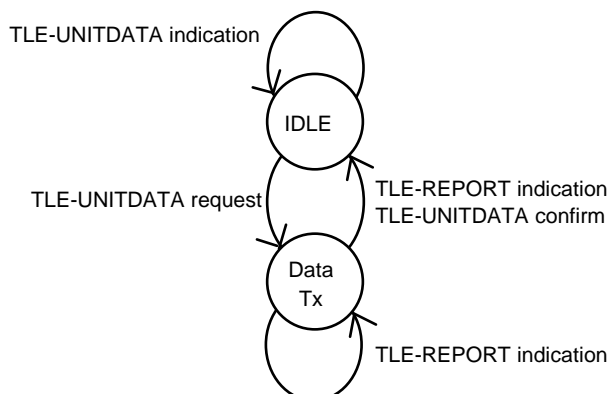 TLE-UNITDATA indication
IDLE
TLE-UNITDATA request
TLE-REPORT indication
TLE-UNITDATA confirm
Data
Tx
TLE-REPORT indication